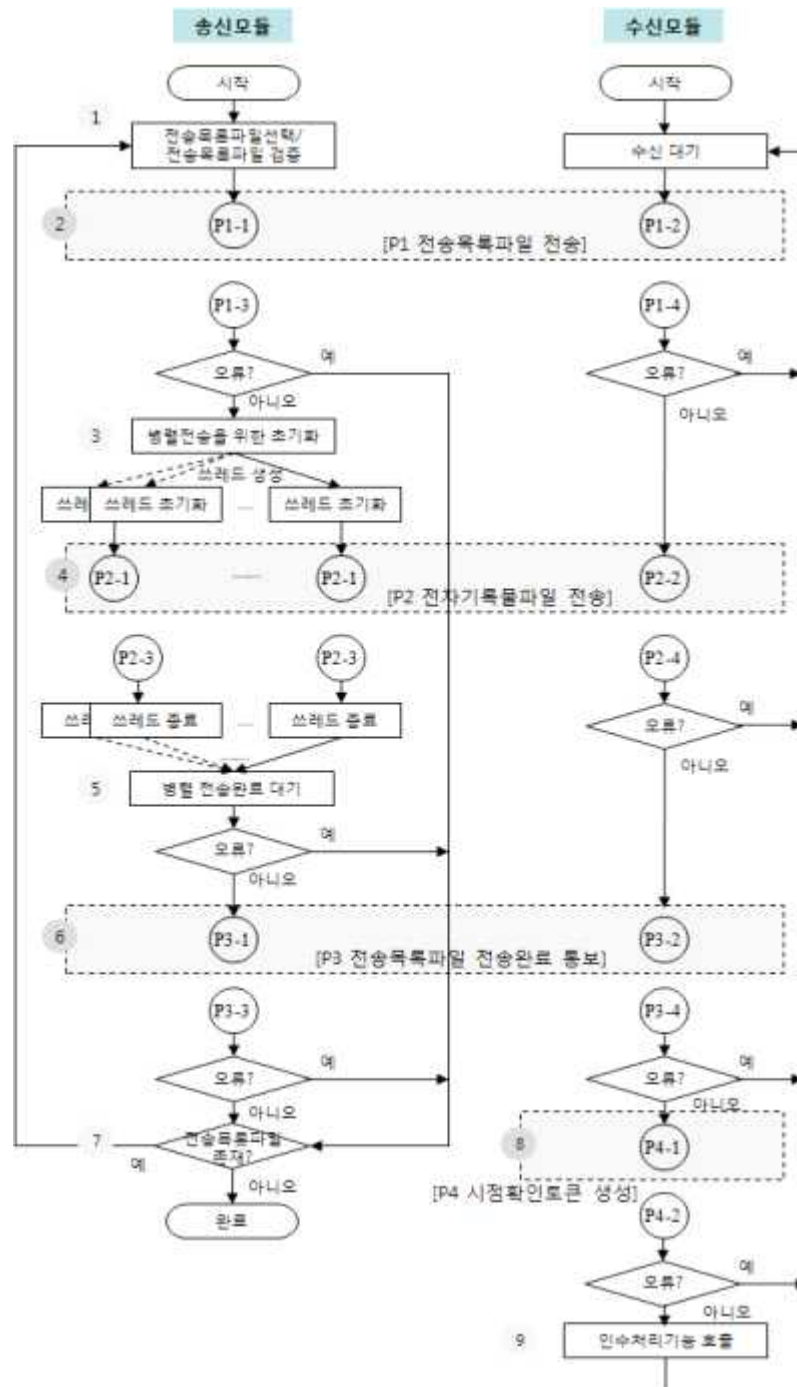 송신모듈
수신모듈
시작
시작
1
전송목록파일선택/
전송목록파일 검증
수신 대기
2
P1-1
P1-2
[P1 전송목록파일 전송]
P1-3
P1-4
오류?
예
오류?
예
아니오
아니오
3
병렬전송을 위한 초기화
쓰레드 생성
쓰레
쓰레드 초기화
....
쓰레드 초기화
4
P2-1
......
P2-1
P2-2
[P2 전자기록물파일 전송]
P2-3
P2-3
P2-4
쓰레
쓰레드 종료
....
쓰레드 종료
오류?
예
아니오
5
병렬 전송완료 대기
오류?
예
아니오
6
P3-1
P3-2
[P3 전송목록파일 전송완료 통보]
P3-3
P3-4
오류?
예
오류?
예
아니오
아니오
7
전송목록파일
존재?
예
아니오
8
P4-1
[P4 시점확인토큰 생성]
완료
P4-2
오류?
예
아니오
9
인수처리기능 호출